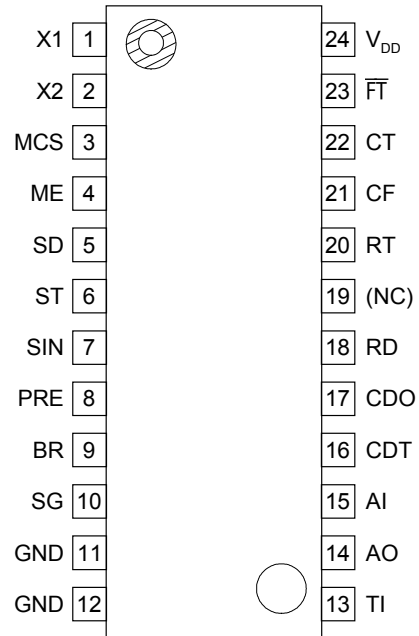 X1 1 24 V_DD
X2 2 23 F̅T̅
MCS 3 22 CT
ME 4 21 CF
SD 5 20 RT
ST 6 19 (NC)
SIN 7 18 RD
PRE 8 17 CDO
BR 9 16 CDT
SG 10 15 AI
GND 11 14 AO
GND 12 13 TI